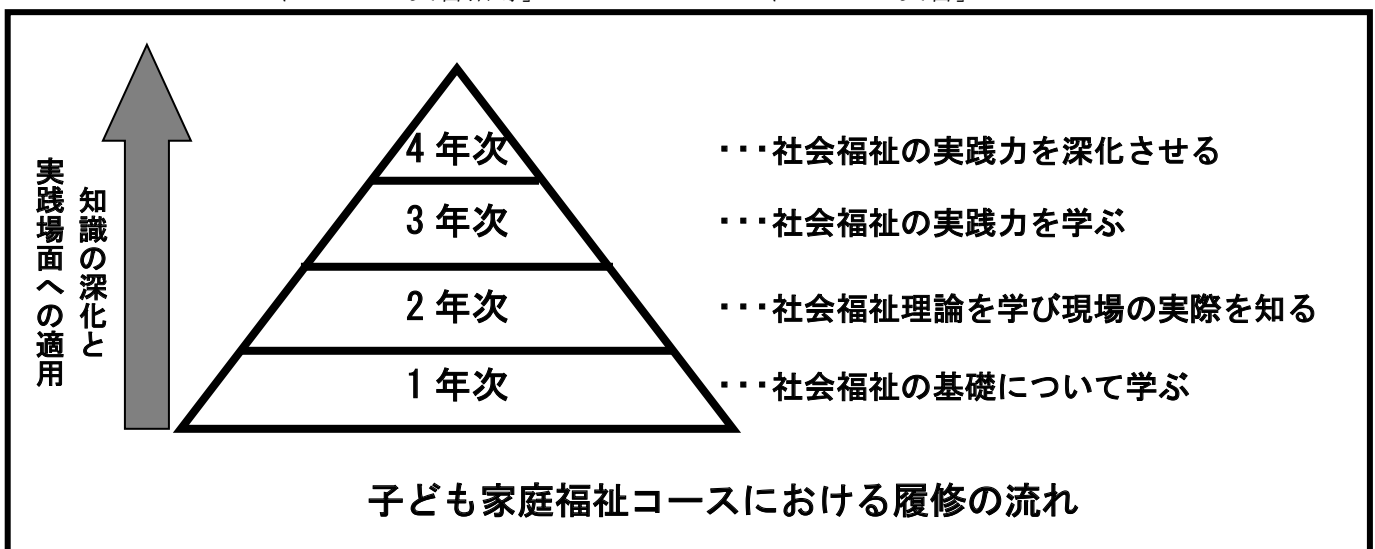 知識の深化と
実践場面への適用
4 年次
・・・社会福祉の実践力を深化させる
3 年次
・・・社会福祉の実践力を学ぶ
2 年次
・・・社会福祉理論を学び現場の実際を知る
1 年次
・・・社会福祉の基礎について学ぶ
子ども家庭福祉コースにおける履修の流れ